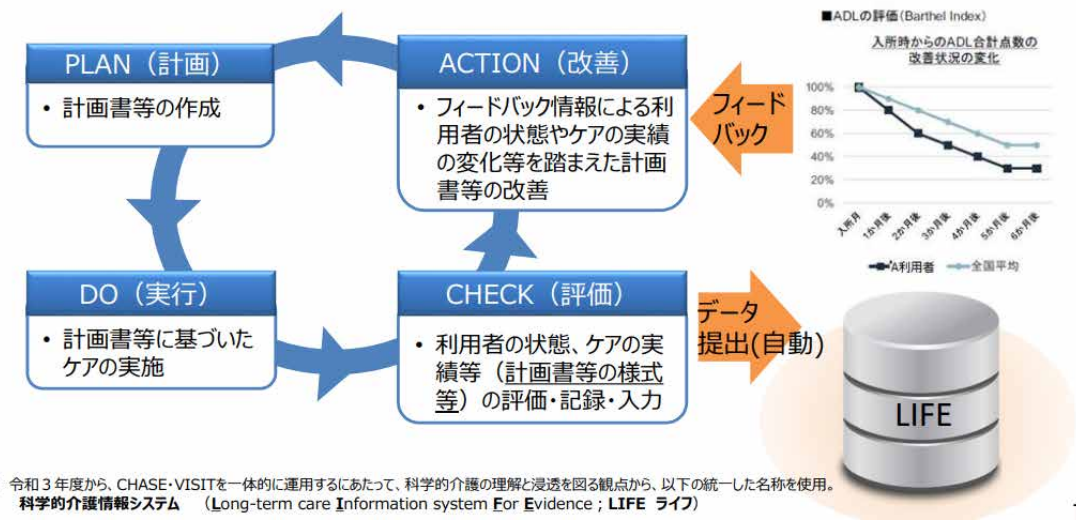 PLAN（計画）
・ 計画書等の作成
ACTION（改善）
・ フィードバック情報による利
用者の状態やケアの実績
の変化等を踏まえた計画
書等の改善
フィード
バック
■ADLの評価(Barthel Index)
入所時からのADL合計点数の
改善状況の変化
100%
80%
60%
40%
20%
0%
入所月
1か月後
2か月後
3か月後
4か月後
5か月後
6か月後
A利用者
全国平均
DO（実行）
・ 計画書等に基づいた
ケアの実施
CHECK（評価）
・ 利用者の状態、ケアの実
績等（計画書等の様式
等）の評価・記録・入力
データ
提出(自動)
LIFE
令和３年度から、CHASE・VISITを一体的に運用するにあたって、科学的介護の理解と浸透を図る観点から、以下の統一した名称を使用。
科学的介護情報システム （Long-term care Information system For Evidence；LIFE ライフ）